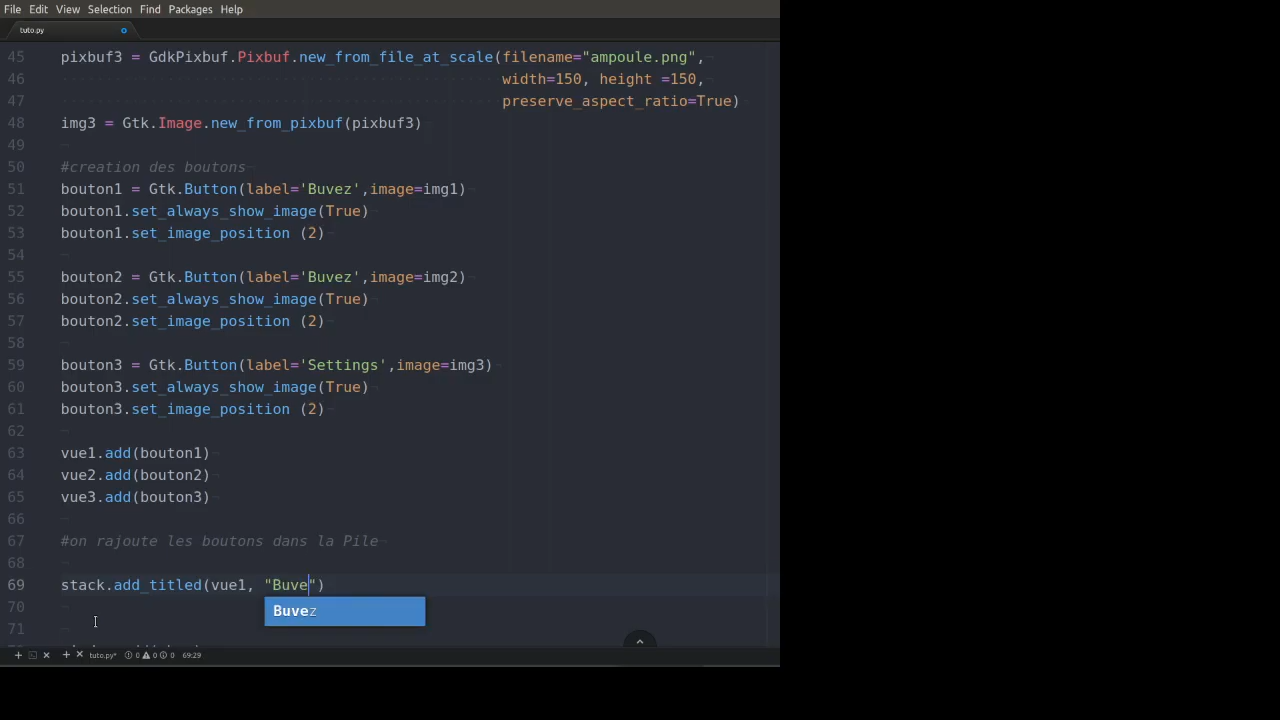 File Edit View Selection Find Packages Help
tuto.py
45 pixbuf3 = GdkPixbuf.Pixbuf.new_from_file_at_scale(filename="ampoule.png",
46 width=150, height =150,
47 preserve_aspect_ratio=True)
48 img3 = Gtk.Image.new_from_pixbuf(pixbuf3)
49
50 #creation des boutons
51 bouton1 = Gtk.Button(label='Buvez',image=img1)
52 bouton1.set_always_show_image(True)
53 bouton1.set_image_position (2)
54
55 bouton2 = Gtk.Button(label='Buvez',image=img2)
56 bouton2.set_always_show_image(True)
57 bouton2.set_image_position (2)
58
59 bouton3 = Gtk.Button(label='Settings',image=img3)
60 bouton3.set_always_show_image(True)
61 bouton3.set_image_position (2)
62
63 vue1.add(bouton1)
64 vue2.add(bouton2)
65 vue3.add(bouton3)
66
67 #on rajoute les boutons dans la Pile
68
69 stack.add_titled(vue1, "Buve")
70
Buvez
71
tuto.py* 0 0 0 69:29